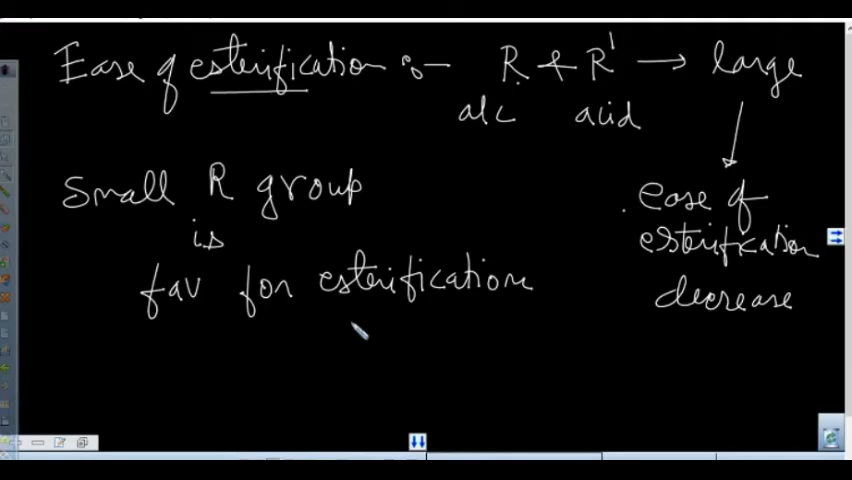 Ease of esterification :- R & R' → large
alc acid
small R group
is
fav for esterification
ease of
esterification
decrease